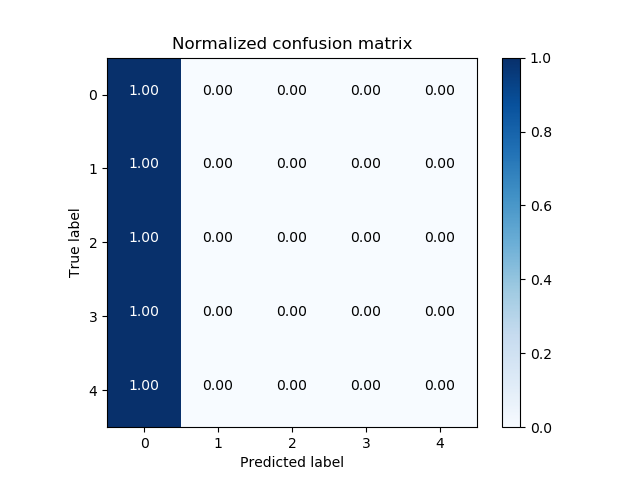 Normalized confusion matrix
True label
0 1.00 0.00 0.00 0.00 0.00
1 1.00 0.00 0.00 0.00 0.00
2 1.00 0.00 0.00 0.00 0.00
3 1.00 0.00 0.00 0.00 0.00
4 1.00 0.00 0.00 0.00 0.00
0 1 2 3 4
Predicted label
1.0
0.8
0.6
0.4
0.2
0.0